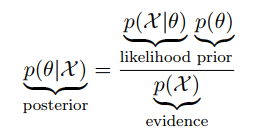 p(𝒳|θ) p(θ)
likelihood prior
p(θ|𝒳) =
posterior
p(𝒳)
evidence